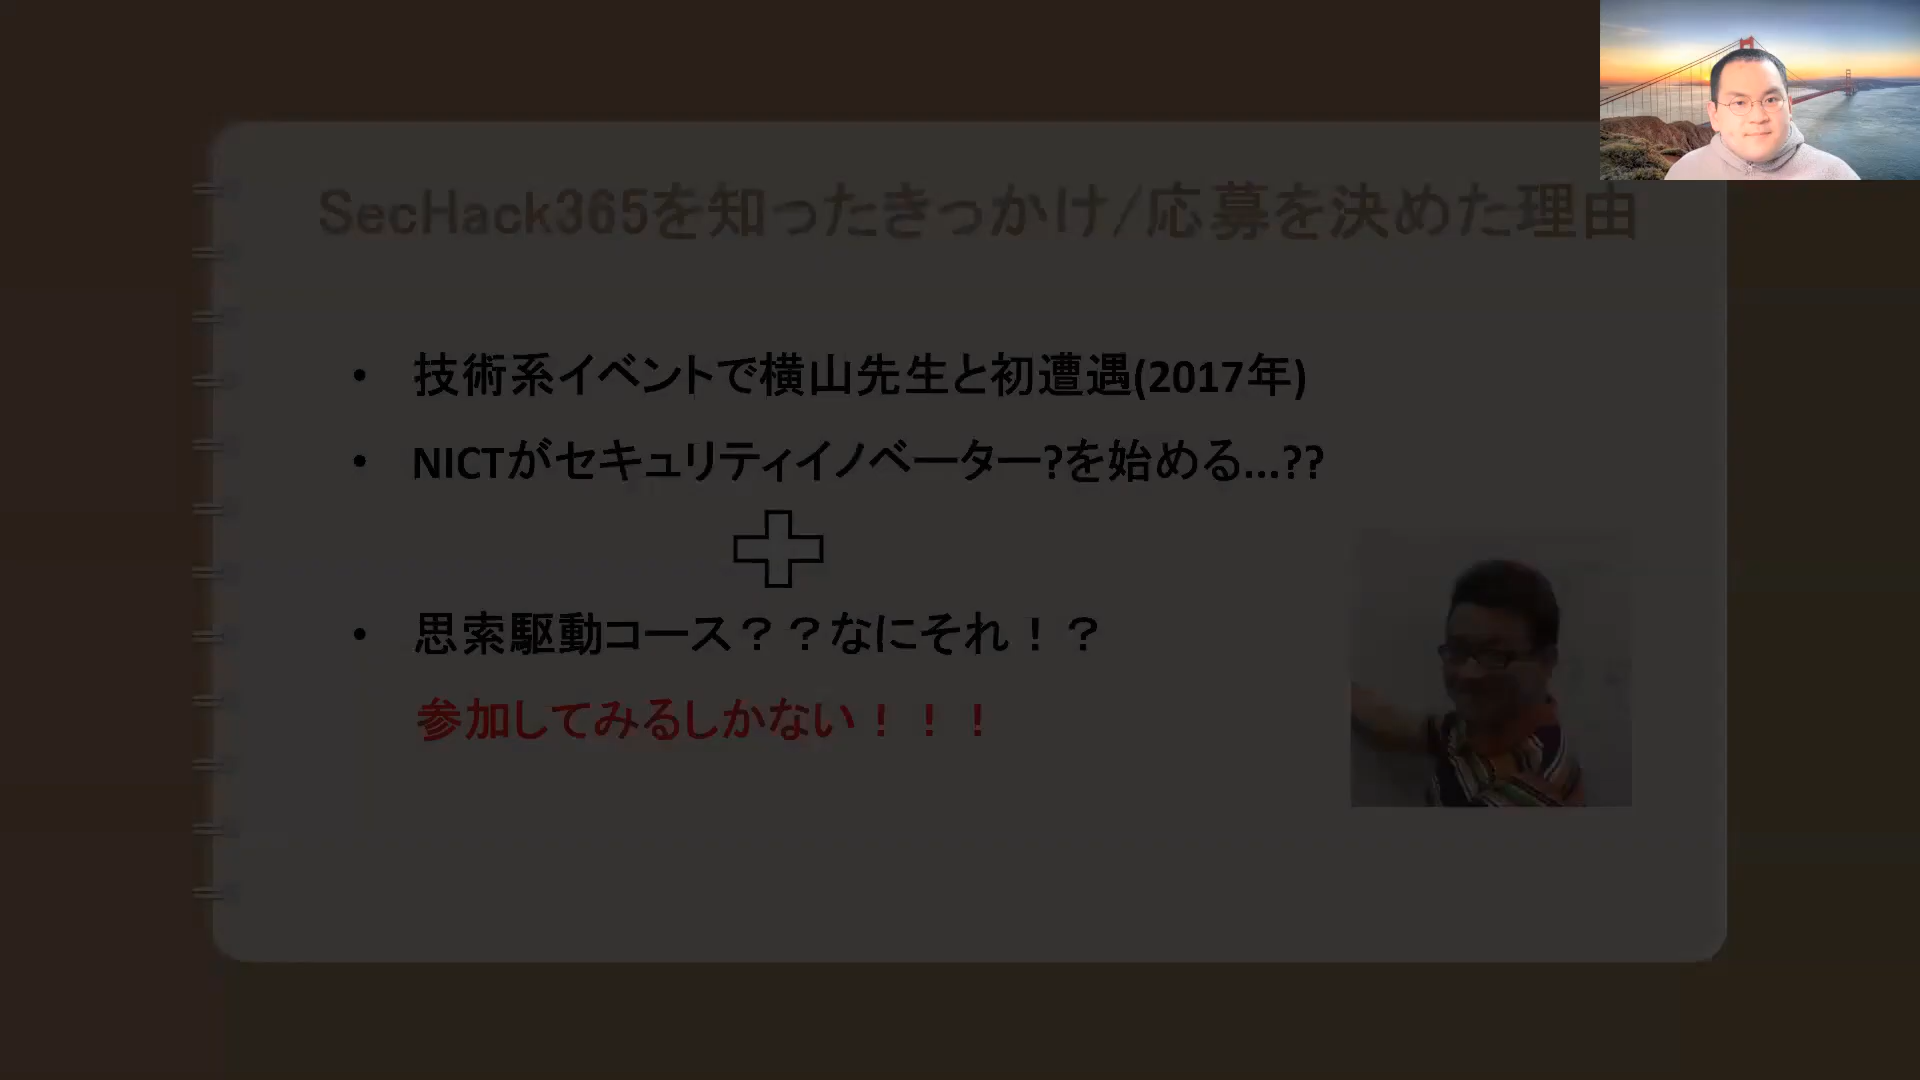 SecHack365を知ったきっかけ/応募を決めた理由
• 技術系イベントで横山先生と初遭遇(2017年)
• NICTがセキュリティイノベーター?を始める...??
• 思索駆動コース？？なにそれ！？
参加してみるしかない！！！